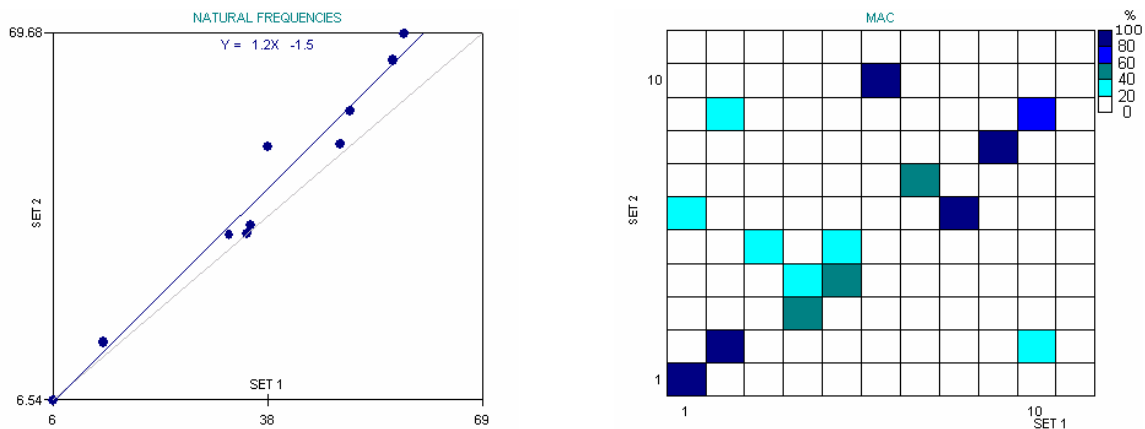 NATURAL FREQUENCIES
69.68
Y = 1.2X -1.5
SET 2
SET 1
6.54
6
38
69
MAC
%
100
80
60
40
20
0
10
SET 2
1
1
10
SET 1